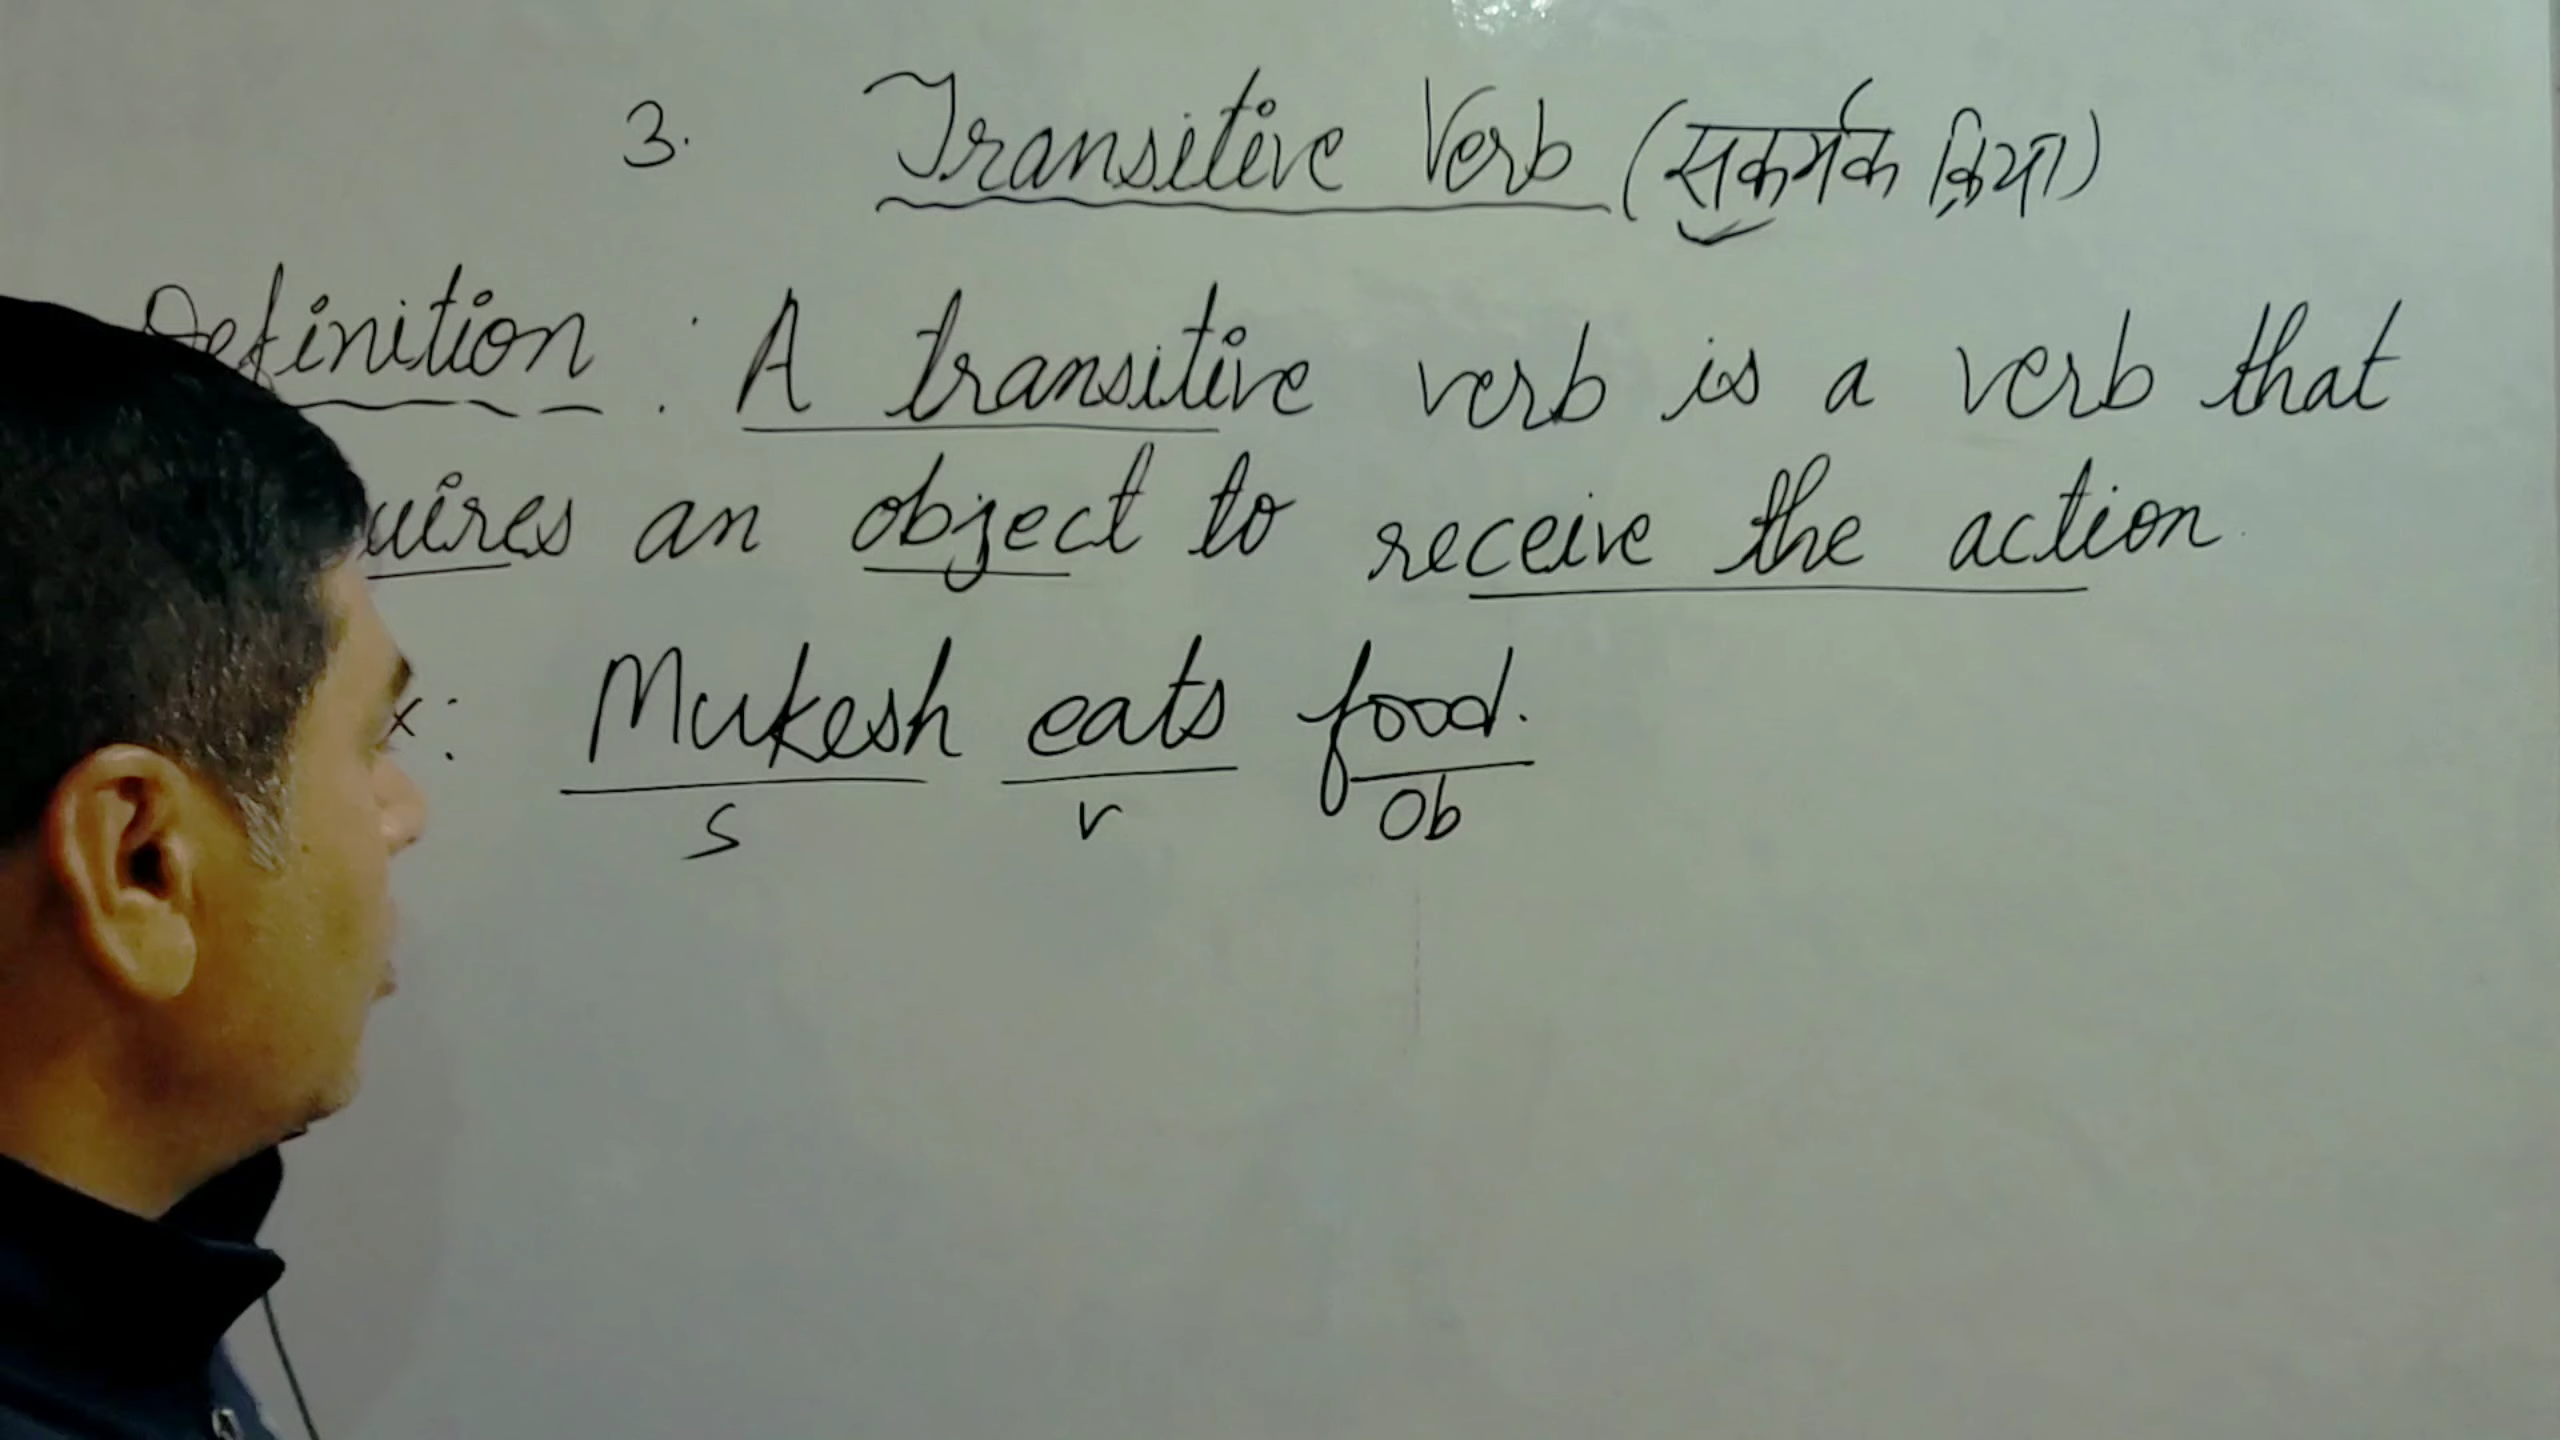 3. Transitive Verb (सकर्मक क्रिया)
Definition : A transitive verb is a verb that
uires an object to receive the action.
x: Mukesh eats food.
S V Ob